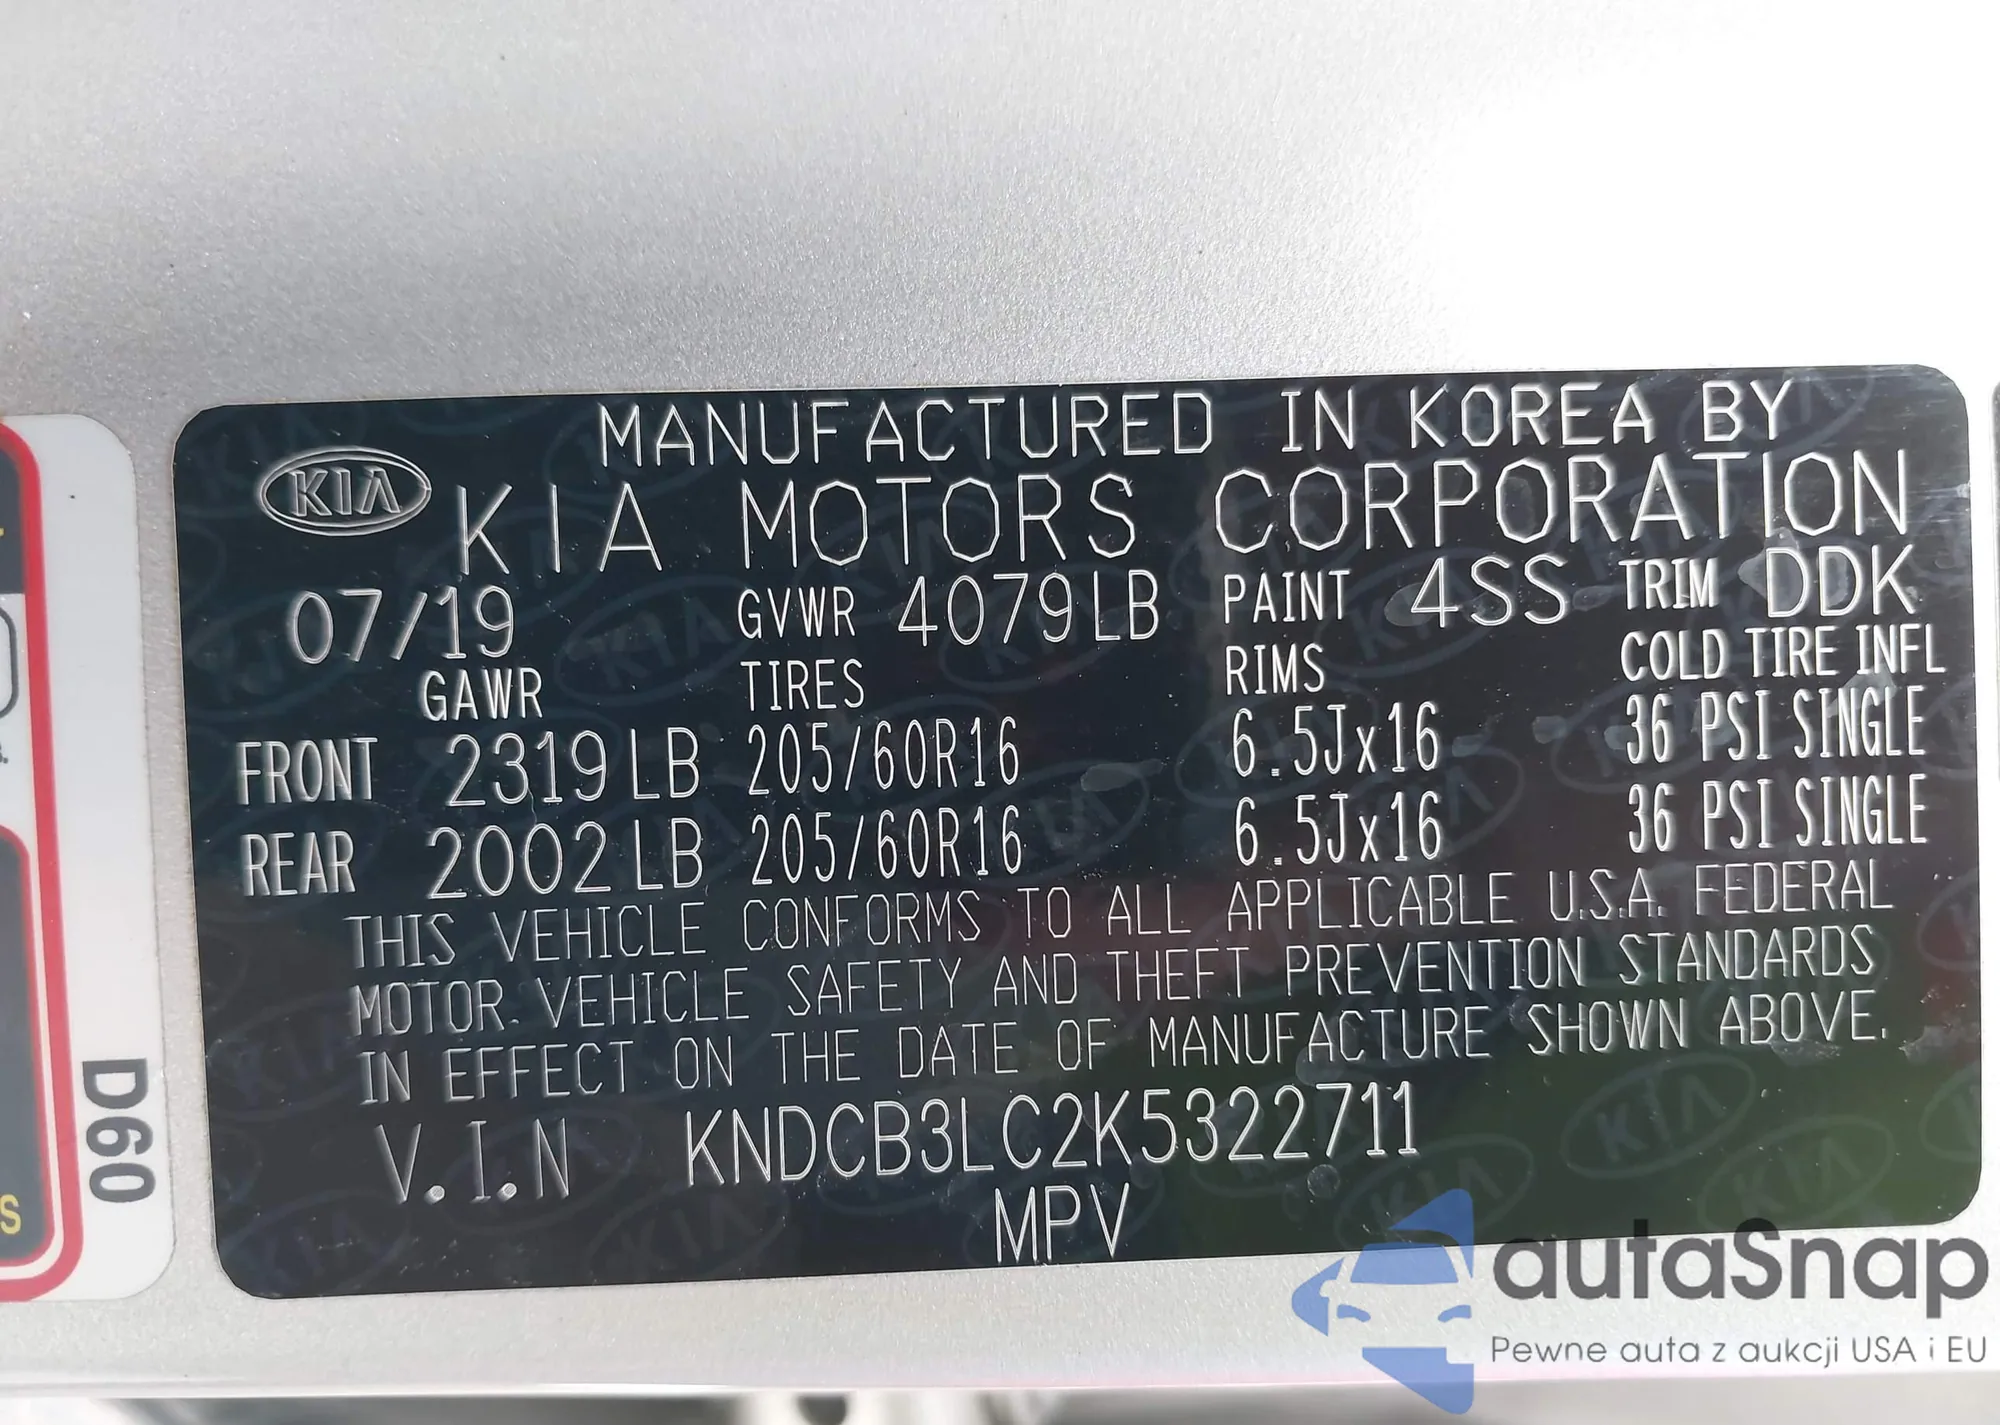 MANUFACTURED IN KOREA BY
KIA KIA MOTORS CORPORATION
07/19 GVWR 4079LB PAINT 4SS TRIM DDK
GAWR TIRES RIMS COLD TIRE INFL
FRONT 2319LB 205/60R16 6.5Jx16 36 PSI SINGLE
REAR 2002LB 205/60R16 6.5Jx16 36 PSI SINGLE
THIS VEHICLE CONFORMS TO ALL APPLICABLE U.S.A. FEDERAL
MOTOR VEHICLE SAFETY AND THEFT PREVENTION STANDARDS
IN EFFECT ON THE DATE OF MANUFACTURE SHOWN ABOVE.
V.I.N KNDCB3LC2K5322711
MPV
D60
S
autaSnap
Pewne auta z aukcji USA i EU